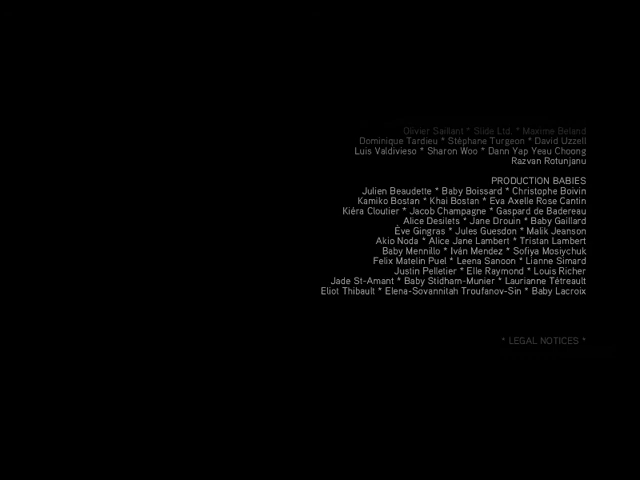 Olivier Saillant * Slide Ltd. * Maxime Beland
Dominique Tardieu * Stéphane Turgeon * David Uzzell
Luis Valdivieso * Sharon Woo * Dann Yap Yeau Choong
Razvan Rotunjanu
PRODUCTION BABIES
Julien Beaudette * Baby Boissard * Christophe Boivin
Kamiko Bostan * Khai Bostan * Eva Axelle Rose Cantin
Kiéra Cloutier * Jacob Champagne * Gaspard de Badereau
Alice Desilets * Jane Drouin * Baby Gaillard
Ève Gingras * Jules Guesdon * Malik Jeanson
Akio Noda * Alice Jane Lambert * Tristan Lambert
Baby Mennillo * Iván Mendez * Sofiya Mosiychuk
Felix Matelin Puel * Leena Sanoon * Lianne Simard
Justin Pelletier * Elle Raymond * Louis Richer
Jade St-Amant * Baby Stidham-Munier * Laurianne Tétreault
Eliot Thibault * Elena-Sovannitah Troufanov-Sin * Baby Lacroix
* LEGAL NOTICES *